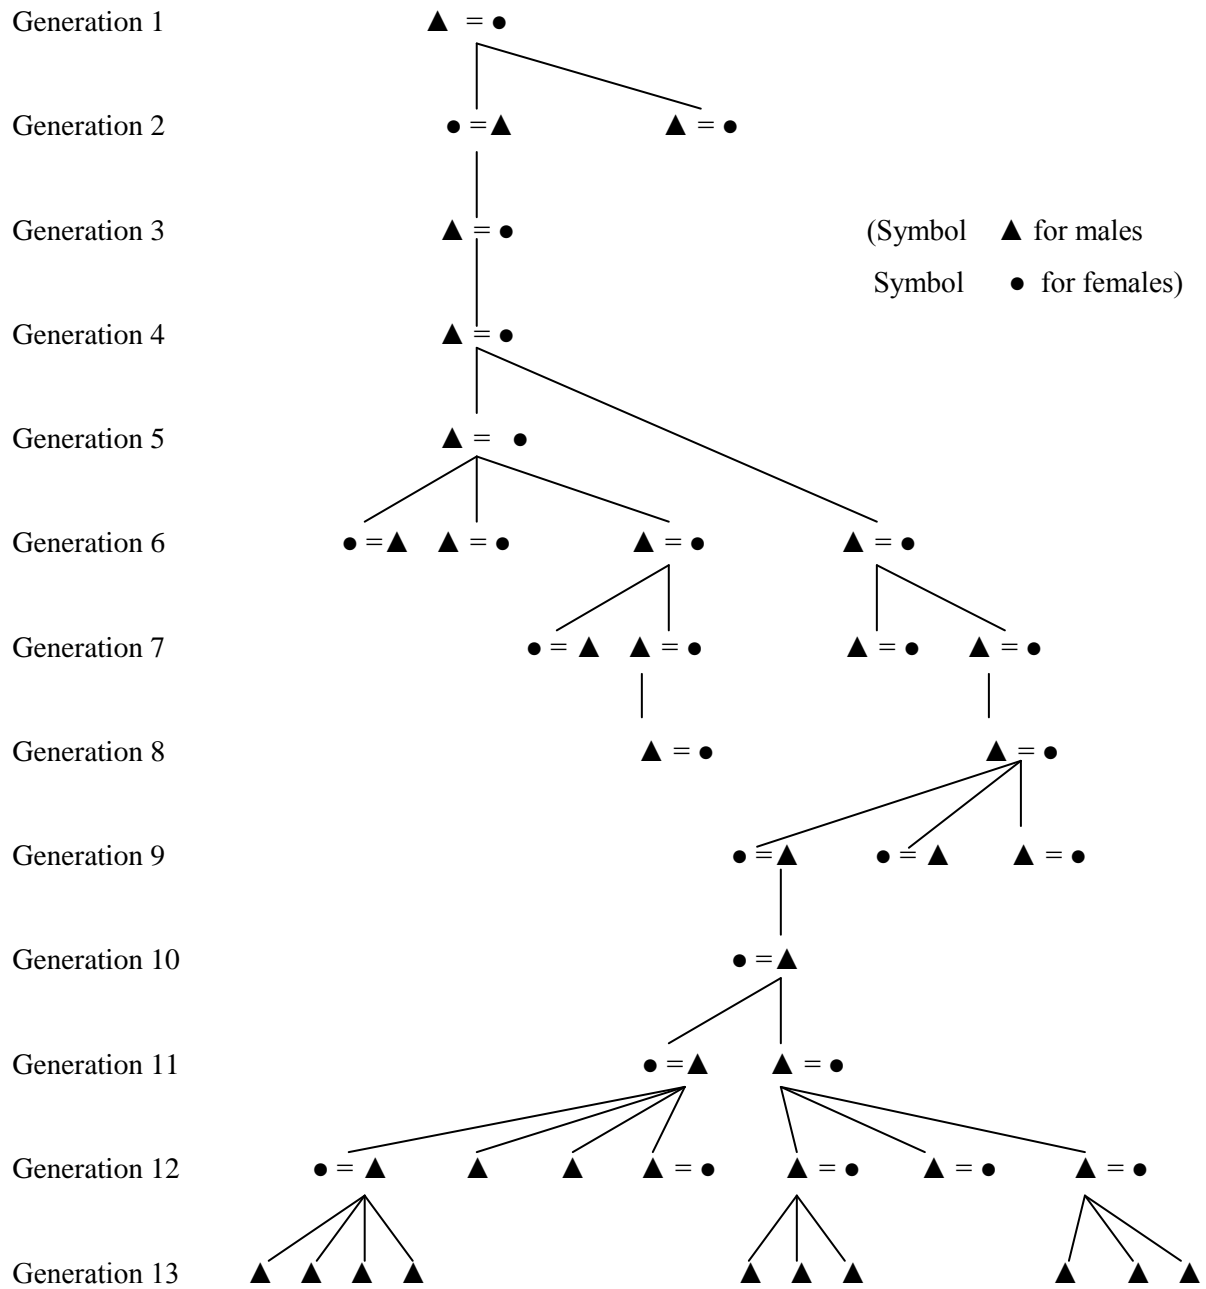 Generation 1 ▲ = ●
Generation 2 ● = ▲ ▲ = ●
Generation 3 ▲ = ● (Symbol ▲ for males
Symbol ● for females)
Generation 4 ▲ = ●
Generation 5 ▲ = ●
Generation 6 ● = ▲ ▲ = ● ▲ = ● ▲ = ●
Generation 7 ● = ▲ ▲ = ● ▲ = ● ▲ = ●
Generation 8 ▲ = ● ▲ = ●
Generation 9 ● = ▲ ● = ▲ ▲ = ●
Generation 10 ● = ▲
Generation 11 ● = ▲ ▲ = ●
Generation 12 ● = ▲ ▲ ▲ ▲ = ● ▲ = ● ▲ = ● ▲ = ●
Generation 13 ▲ ▲ ▲ ▲ ▲ ▲ ▲ ▲ ▲ ▲